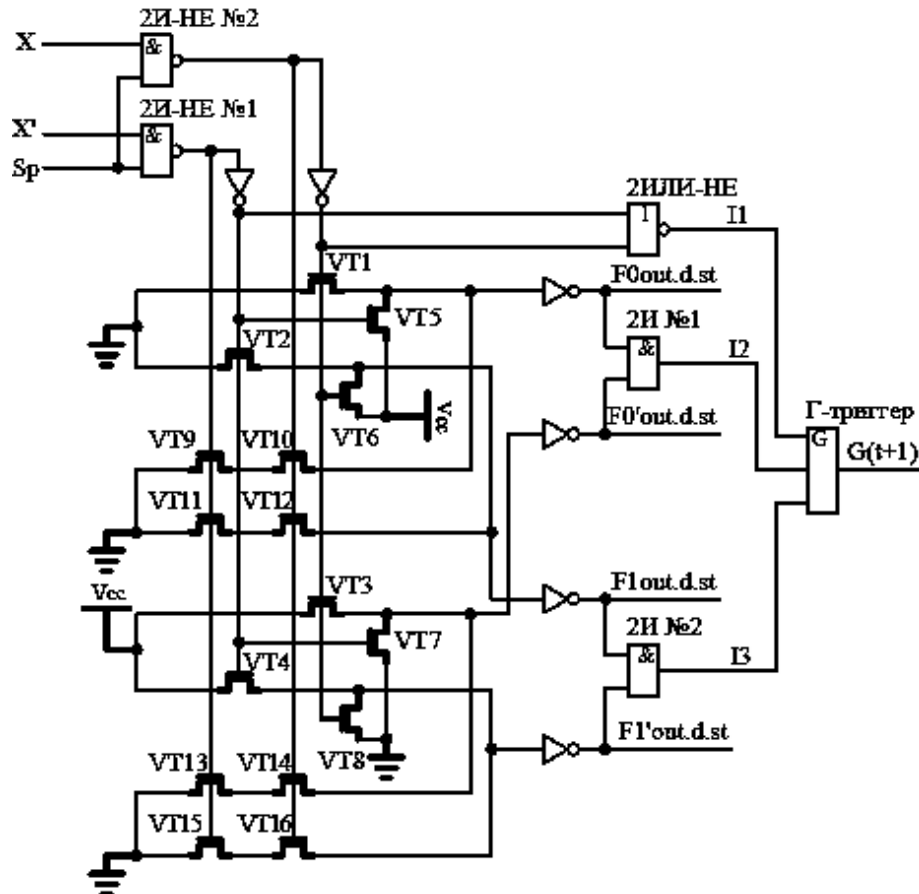 2И-НЕ №2
X
&
2И-НЕ №1
X'
&
Sp
2ИЛИ-НЕ
1
I1
VT1
F0out.d.st
VT5
2И №1
VT2
&
I2
Vcc
Г-триггер
VT6
F0'out.d.st
G
VT9
VT10
G(t+1)
VT11
VT12
VT3
F1out.d.st
Vcc
VT7
2И №2
VT4
&
I3
F1'out.d.st
VT8
VT13
VT14
VT15
VT16